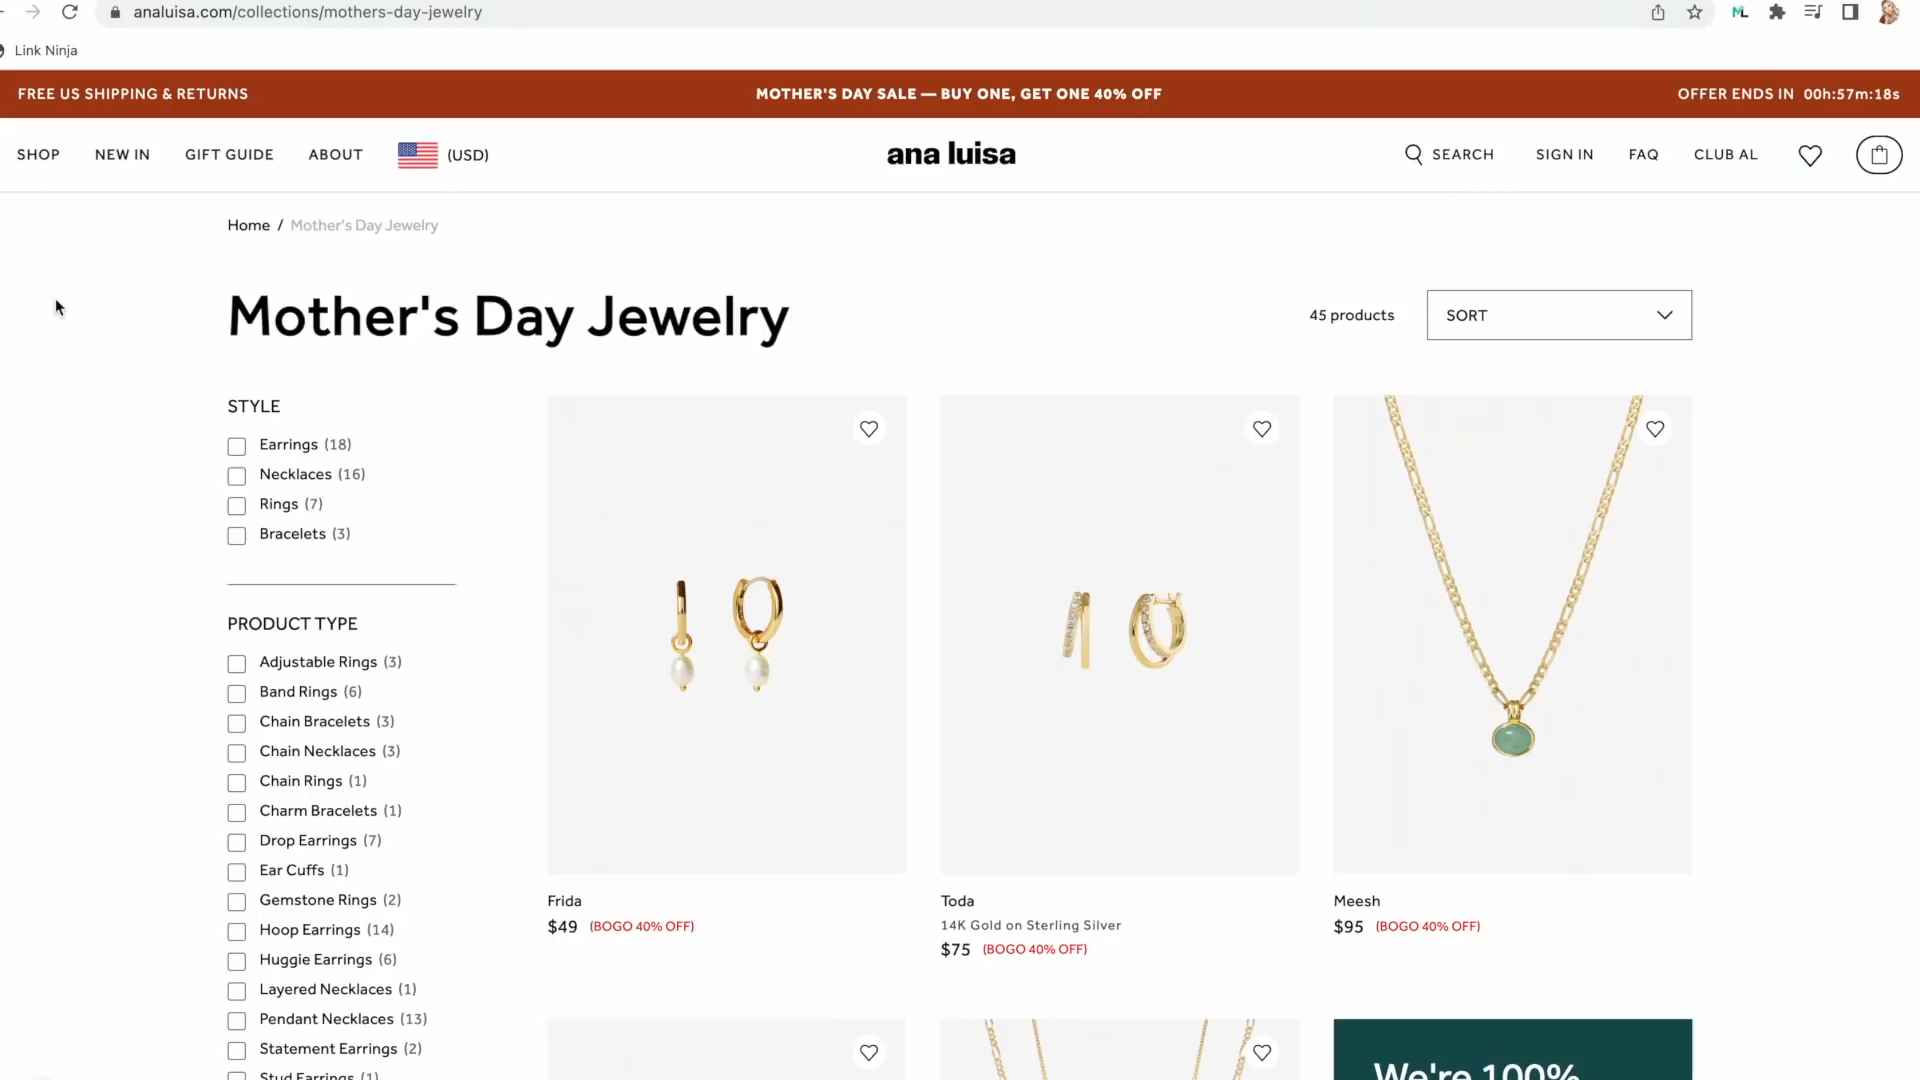 analuisa.com/collections/mothers-day-jewelry
Link Ninja
FREE US SHIPPING & RETURNS
MOTHER'S DAY SALE — BUY ONE, GET ONE 40% OFF
OFFER ENDS IN 00h:57m:18s
SHOP
NEW IN
GIFT GUIDE
ABOUT
(USD)
ana luisa
SEARCH
SIGN IN
FAQ
CLUB AL
Home / Mother's Day Jewelry
Mother's Day Jewelry
45 products
SORT
STYLE
Earrings (18)
Necklaces (16)
Rings (7)
Bracelets (3)
PRODUCT TYPE
Adjustable Rings (3)
Band Rings (6)
Chain Bracelets (3)
Chain Necklaces (3)
Chain Rings (1)
Charm Bracelets (1)
Drop Earrings (7)
Ear Cuffs (1)
Gemstone Rings (2)
Hoop Earrings (14)
Huggie Earrings (6)
Layered Necklaces (1)
Pendant Necklaces (13)
Statement Earrings (2)
Stud Earrings (1)
Frida
$49 (BOGO 40% OFF)
Toda
14K Gold on Sterling Silver
$75 (BOGO 40% OFF)
Meesh
$95 (BOGO 40% OFF)
We're 100%